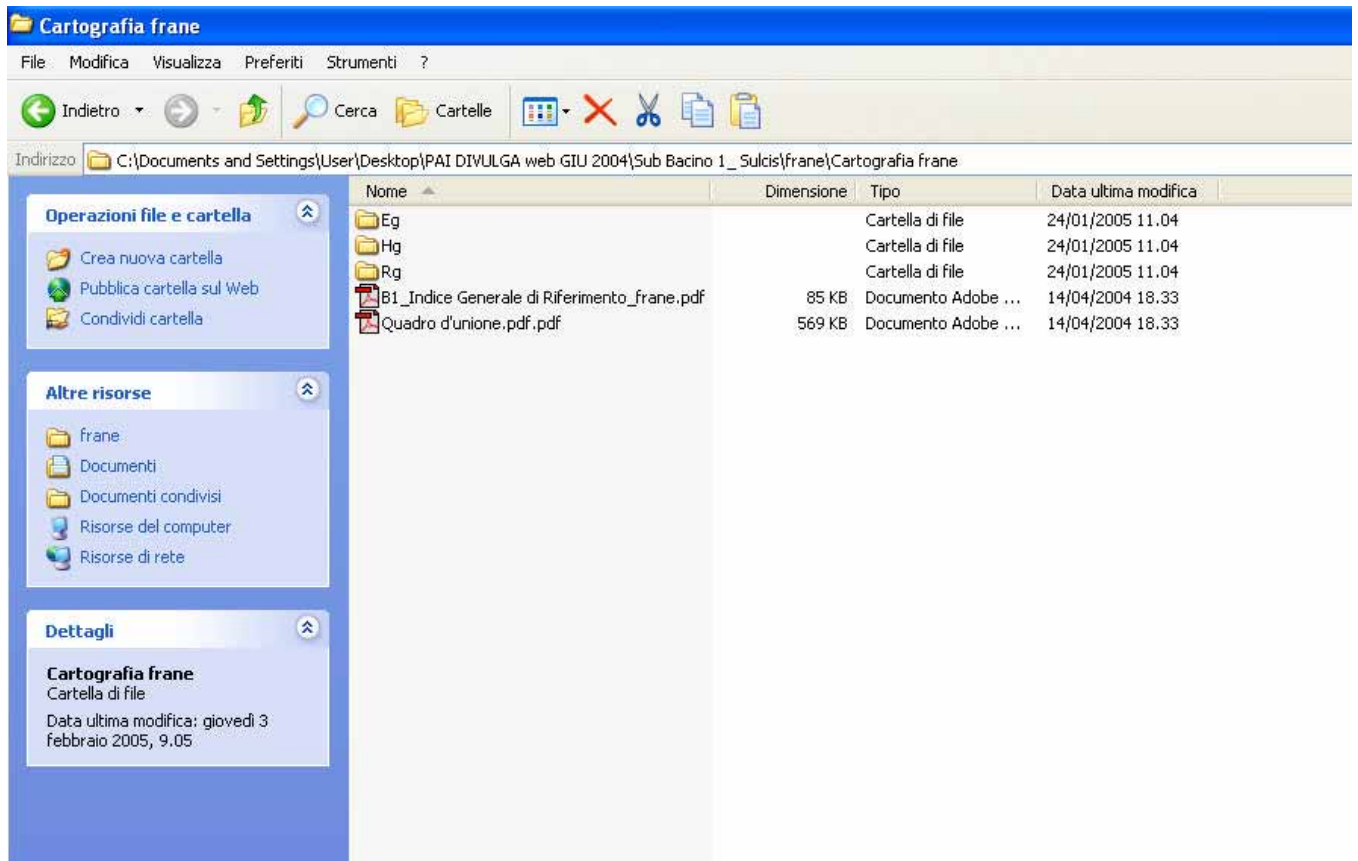 Cartografia frane
File Modifica Visualizza Preferiti Strumenti ?
Indietro Cerca Cartelle
Indirizzo C:\Documents and Settings\User\Desktop\PAI DIVULGA web GIU 2004\Sub Bacino 1_ Sulcis\frane\Cartografia frane
Operazioni file e cartella
Crea nuova cartella
Pubblica cartella sul Web
Condividi cartella
Altre risorse
frane
Documenti
Documenti condivisi
Risorse del computer
Risorse di rete
Dettagli
Cartografia frane
Cartella di file
Data ultima modifica: giovedì 3
febbraio 2005, 9.05
Nome Dimensione Tipo Data ultima modifica
Eg Cartella di file 24/01/2005 11.04
Hg Cartella di file 24/01/2005 11.04
Rg Cartella di file 24/01/2005 11.04
B1_Indice Generale di Riferimento_frane.pdf 85 KB Documento Adobe ... 14/04/2004 18.33
Quadro d'unione.pdf.pdf 569 KB Documento Adobe ... 14/04/2004 18.33